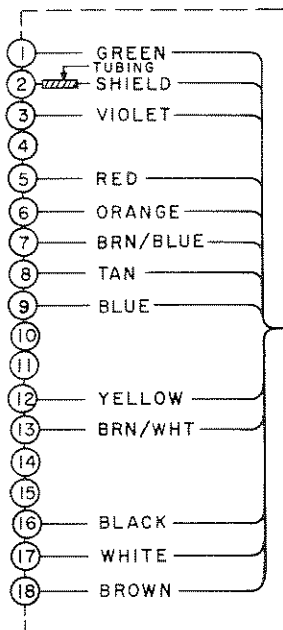 1 GREEN
TUBING
2 SHIELD
3 VIOLET
4
5 RED
6 ORANGE
7 BRN/BLUE
8 TAN
9 BLUE
10
11
12 YELLOW
13 BRN/WHT
14
15
16 BLACK
17 WHITE
18 BROWN